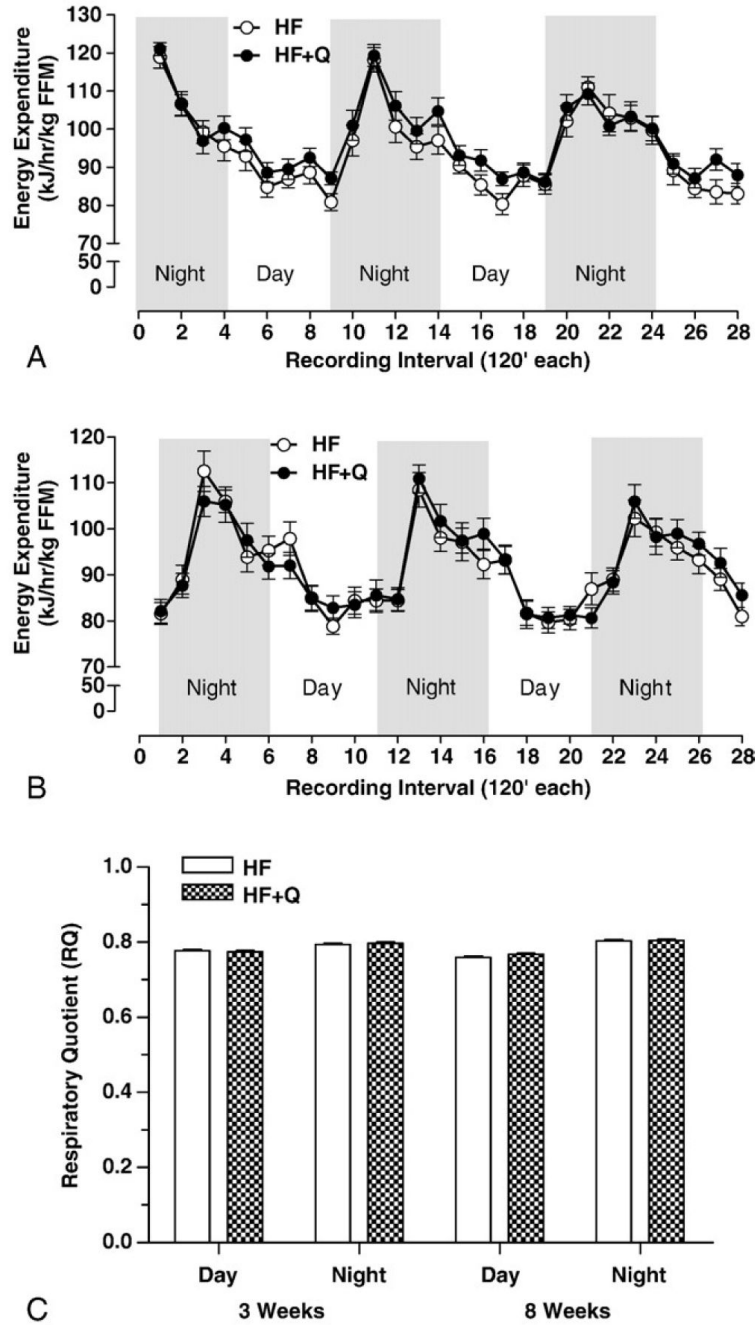 HF
HF+Q
Energy Expenditure
(kJ/hr/kg FFM)
130
120
110
100
90
80
70
50
0
Night
Day
Night
Day
Night
0 2 4 6 8 10 12 14 16 18 20 22 24 26 28
A
Recording Interval (120' each)
HF
HF+Q
Energy Expenditure
(kJ/hr/kg FFM)
120
110
100
90
80
70
50
0
Night
Day
Night
Day
Night
0 2 4 6 8 10 12 14 16 18 20 22 24 26 28
B
Recording Interval (120' each)
HF
HF+Q
Respiratory Quotient (RQ)
1.0
0.8
0.6
0.4
0.2
0.0
Day Night Day Night
C
3 Weeks 8 Weeks